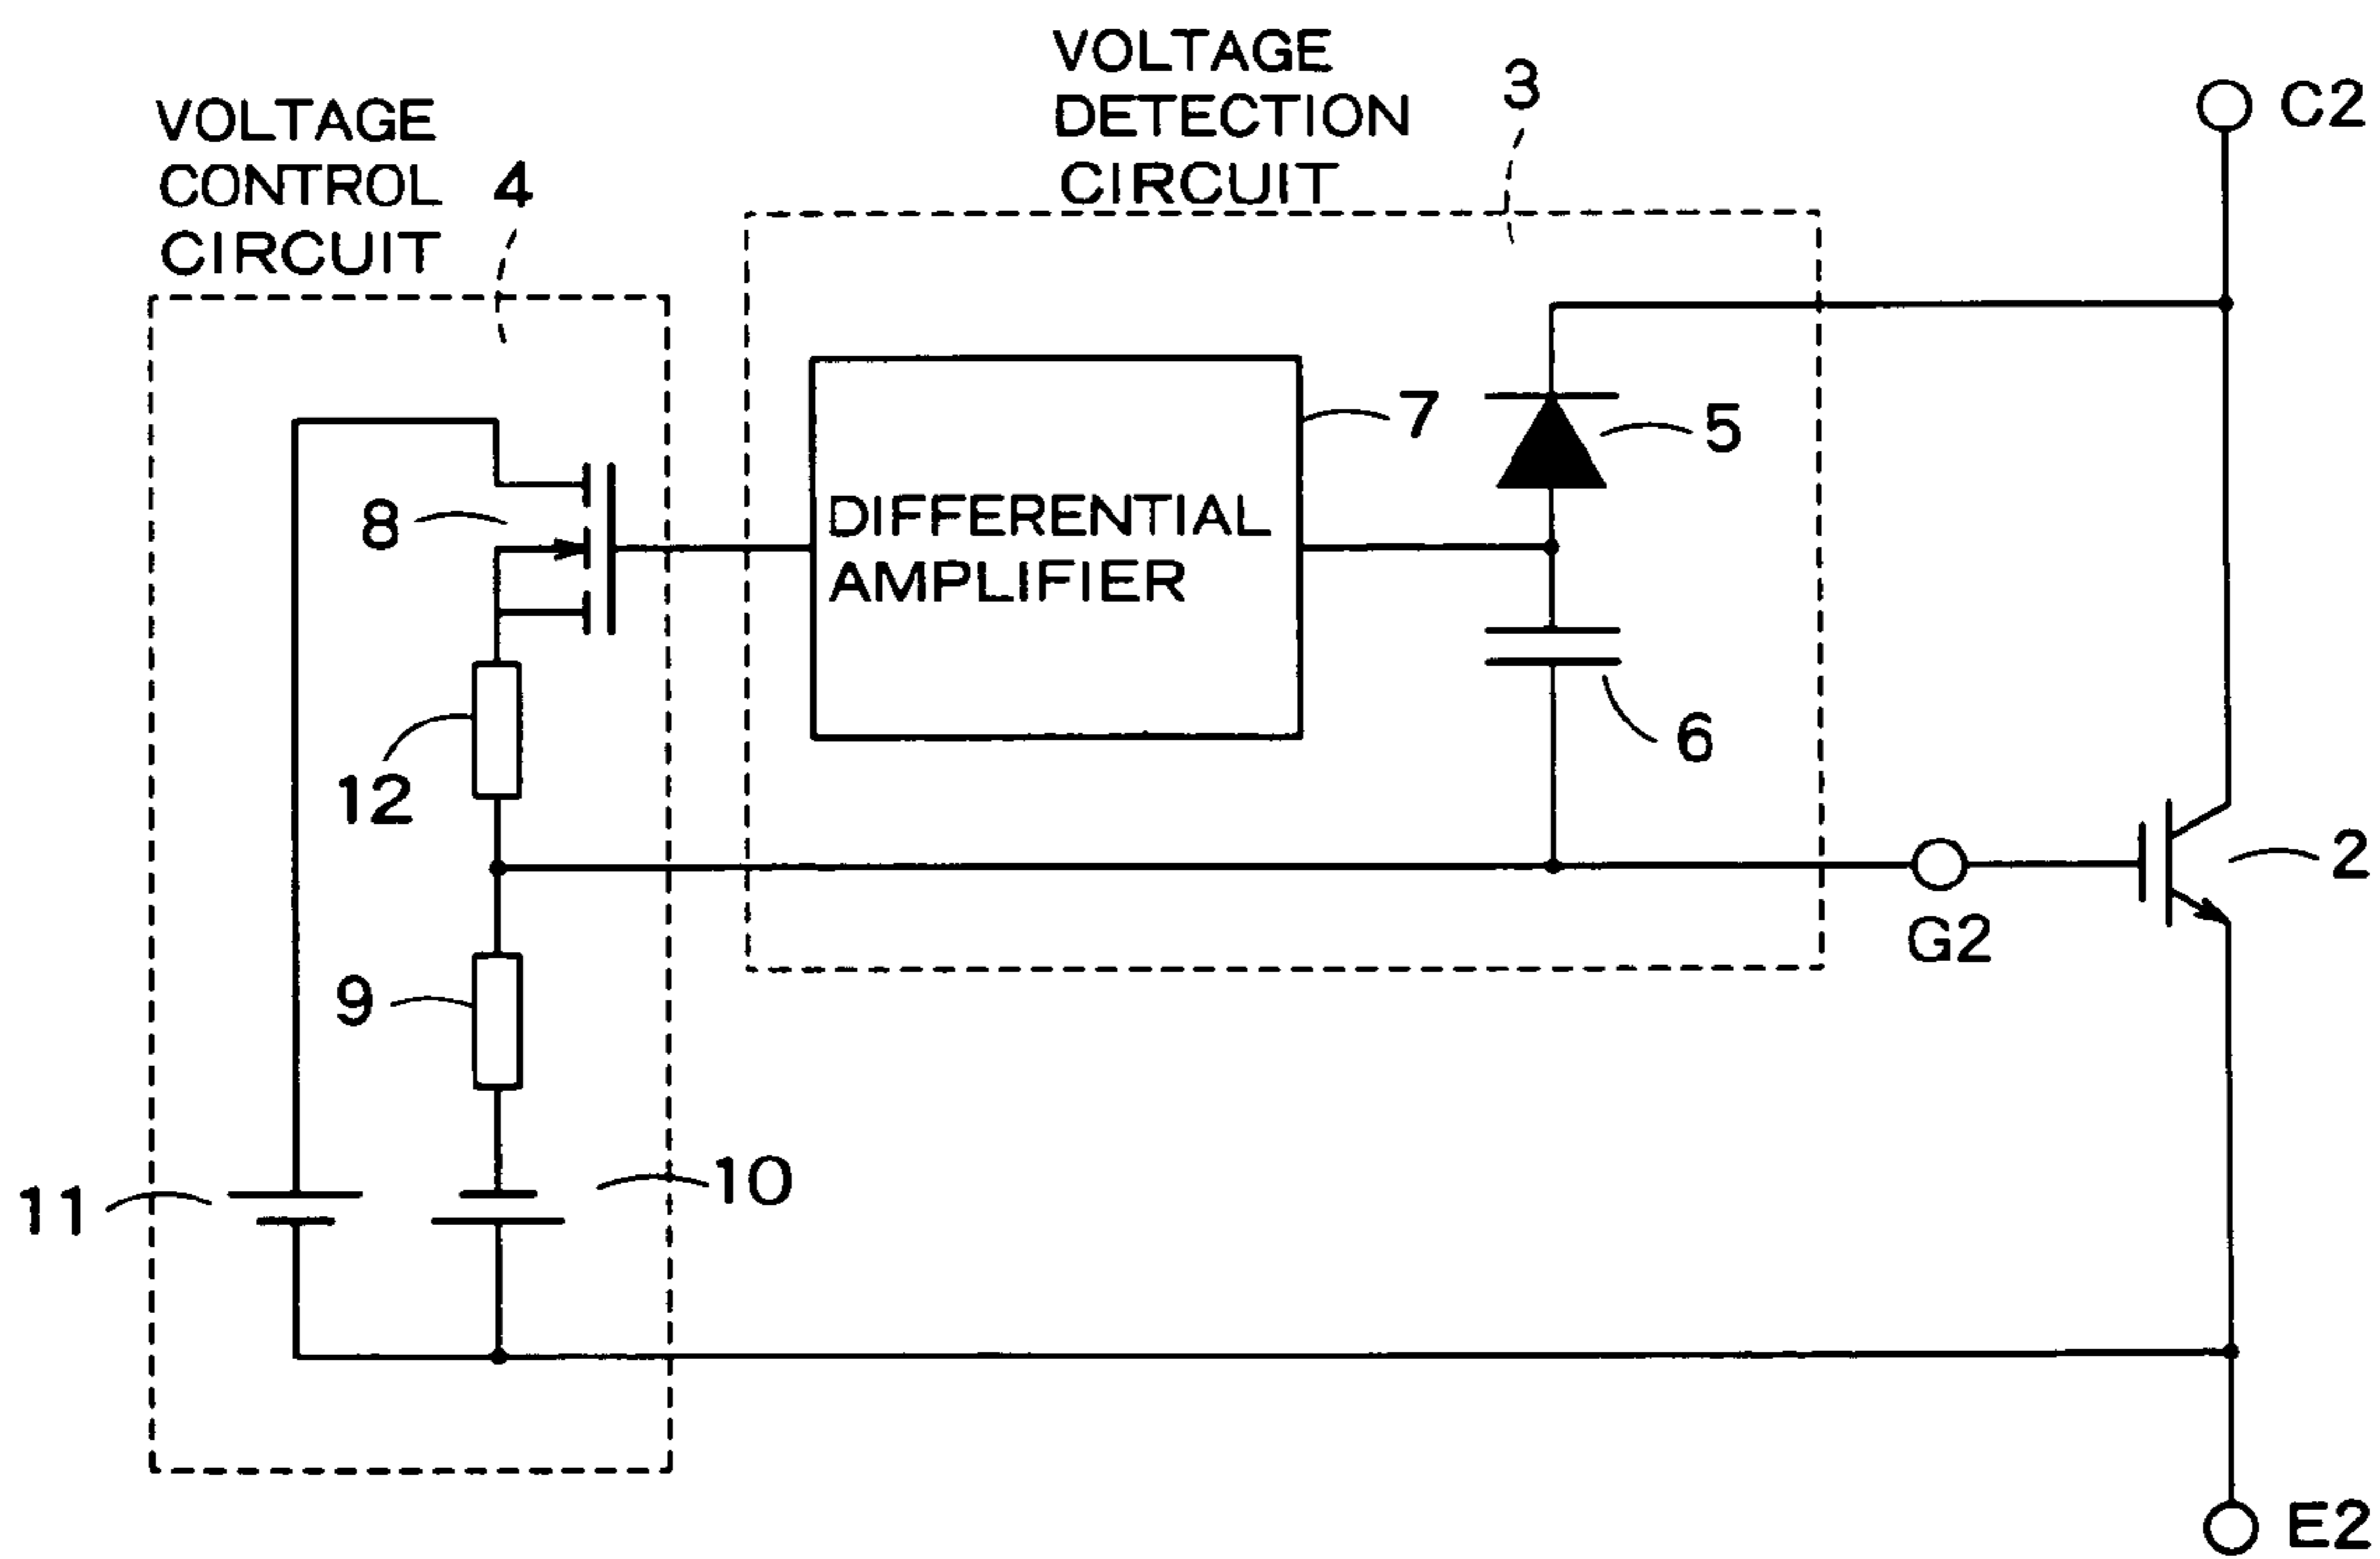 VOLTAGE
DETECTION
CIRCUIT
3
C2
VOLTAGE
CONTROL
CIRCUIT
4
7
5
8
DIFFERENTIAL
AMPLIFIER
6
12
2
G2
9
10
11
E2